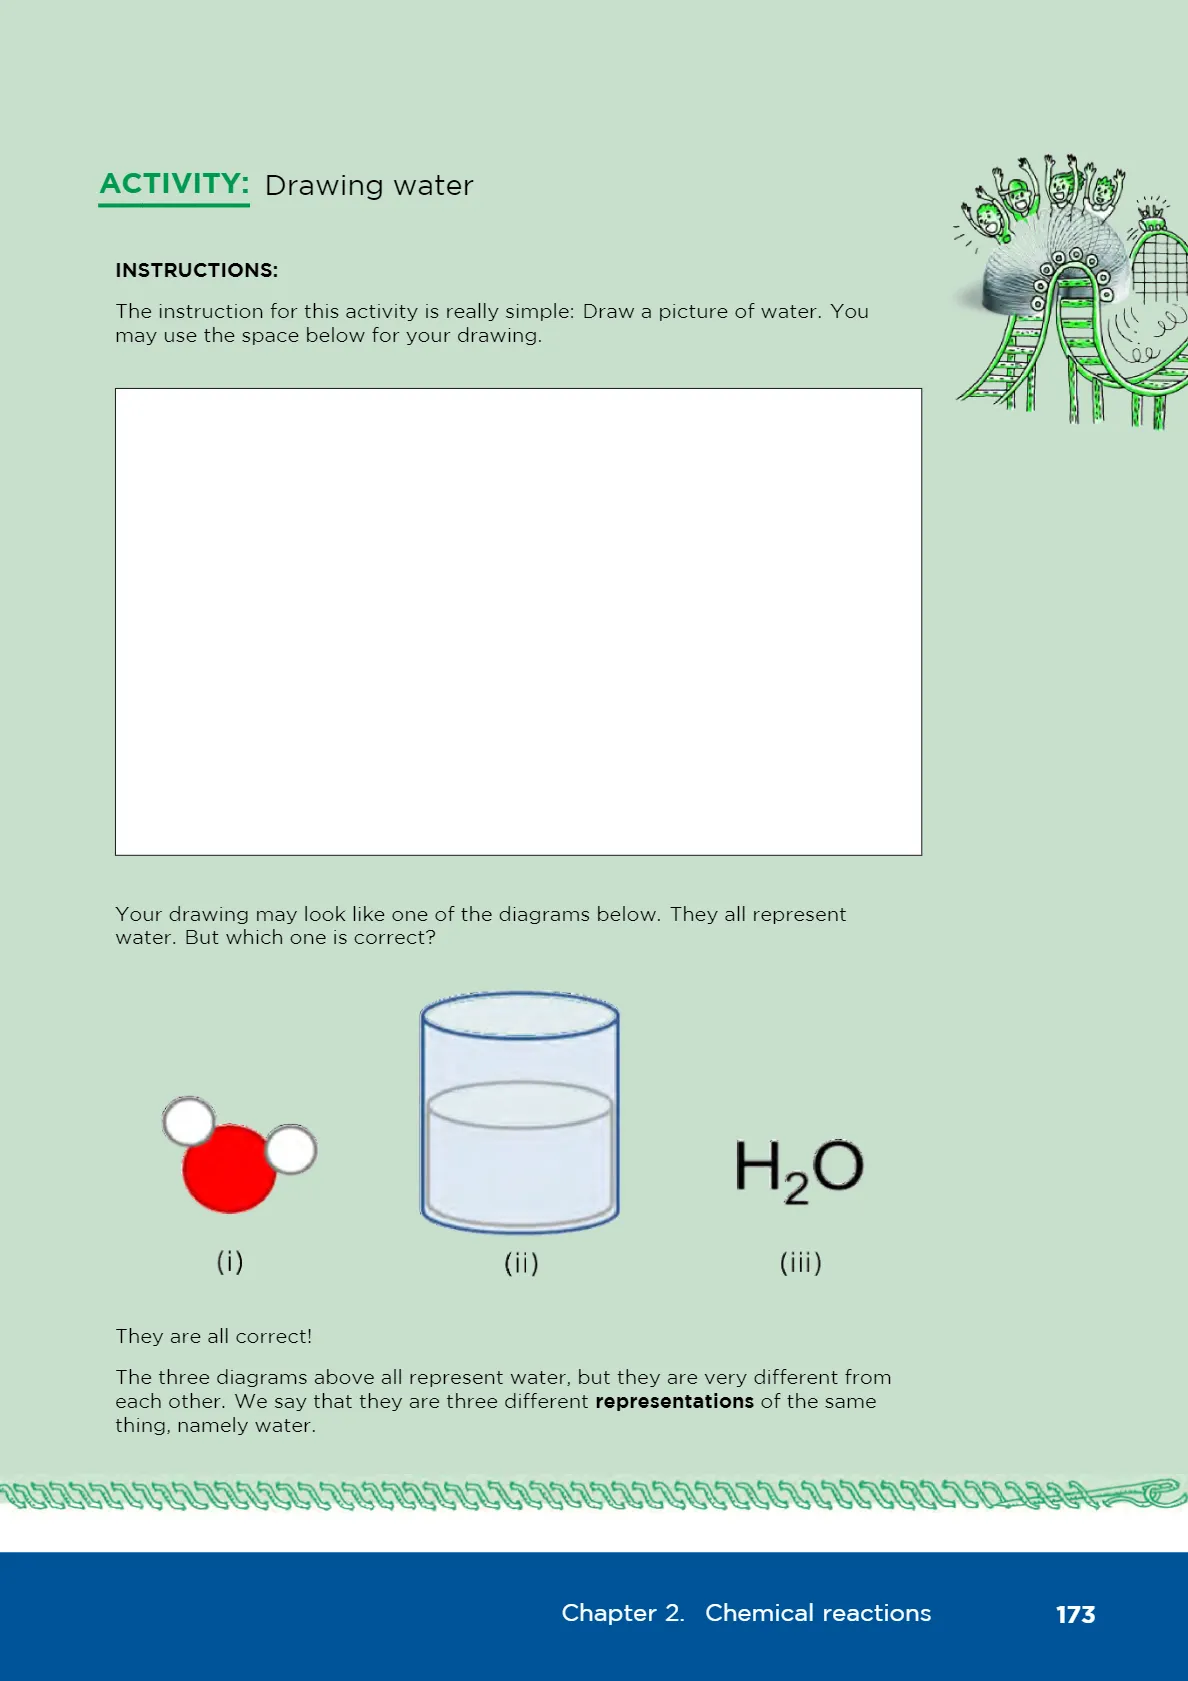 ACTIVITY: Drawing water
INSTRUCTIONS:
The instruction for this activity is really simple: Draw a picture of water. You
may use the space below for your drawing.
Your drawing may look like one of the diagrams below. They all represent
water. But which one is correct?
H₂O
(i) (ii) (iii)
They are all correct!
The three diagrams above all represent water, but they are very different from
each other. We say that they are three different representations of the same
thing, namely water.
Chapter 2. Chemical reactions 173